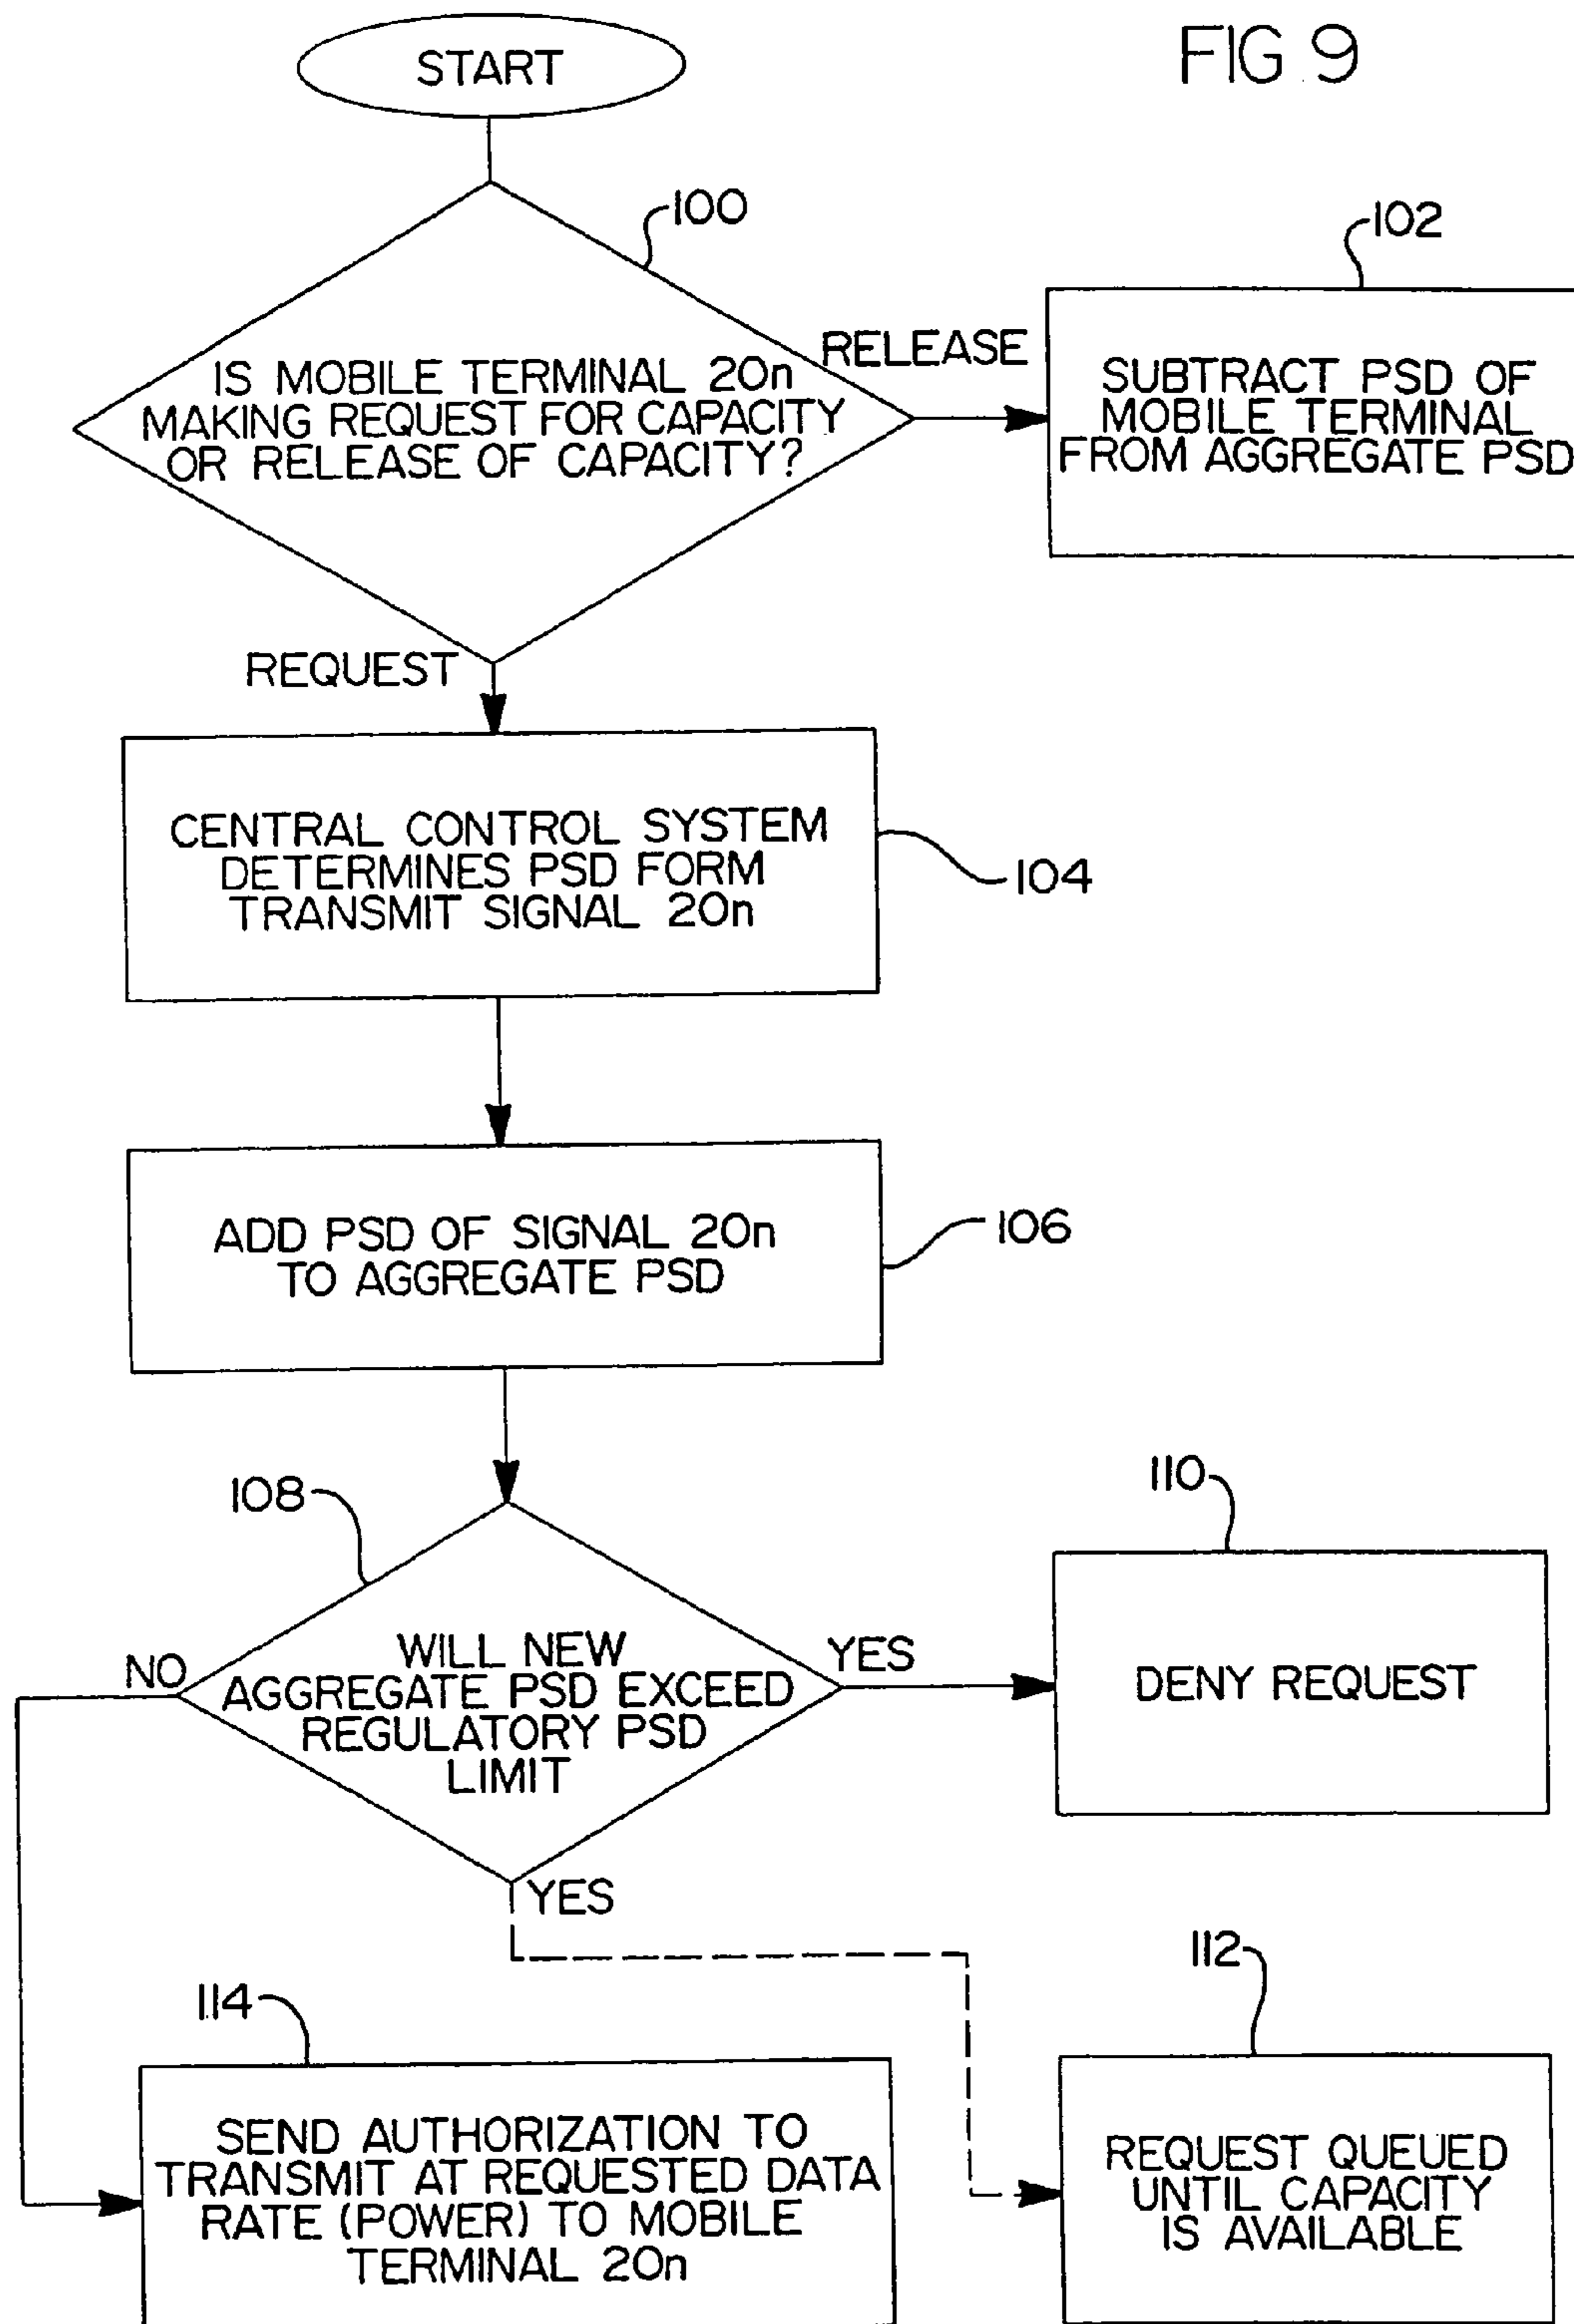 FIG 9
START
100
IS MOBILE TERMINAL 20n
MAKING REQUEST FOR CAPACITY
OR RELEASE OF CAPACITY?
RELEASE
102
SUBTRACT PSD OF
MOBILE TERMINAL
FROM AGGREGATE PSD
REQUEST
CENTRAL CONTROL SYSTEM
DETERMINES PSD FORM
TRANSMIT SIGNAL 20n
104
ADD PSD OF SIGNAL 20n
TO AGGREGATE PSD
106
108
WILL NEW
AGGREGATE PSD EXCEED
REGULATORY PSD
LIMIT
NO
YES
110
DENY REQUEST
YES
112
REQUEST QUEUED
UNTIL CAPACITY
IS AVAILABLE
114
SEND AUTHORIZATION TO
TRANSMIT AT REQUESTED DATA
RATE (POWER) TO MOBILE
TERMINAL 20n